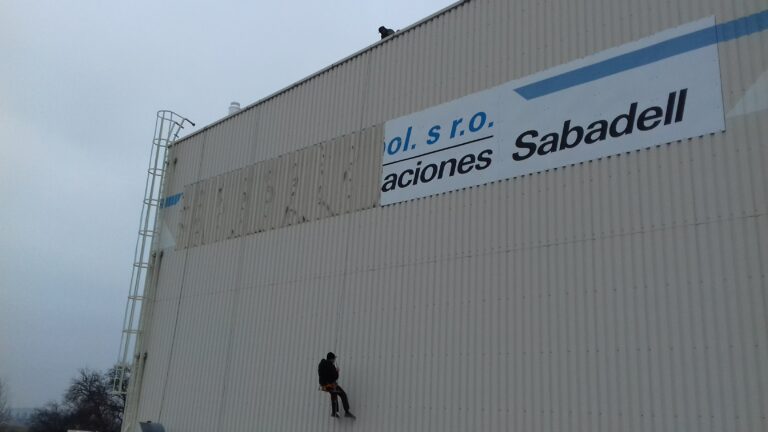 ol. s r.o.
aciones Sabadell